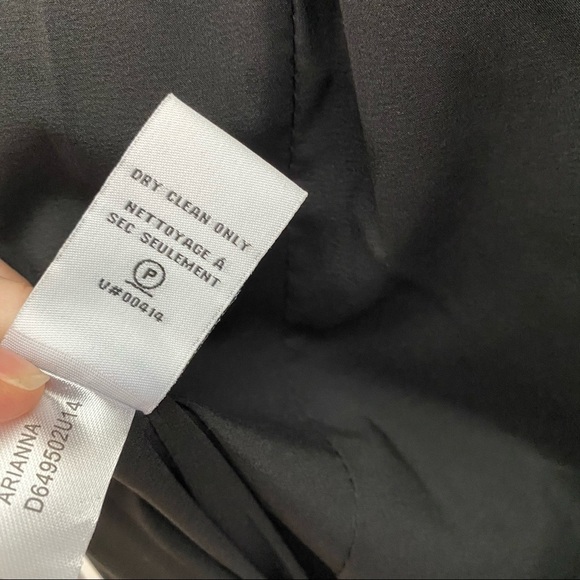 DRY CLEAN ONLY
NETTOYAGE À
SEC SEULEMENT
P
U#00414
ARIANNA
D649502U14